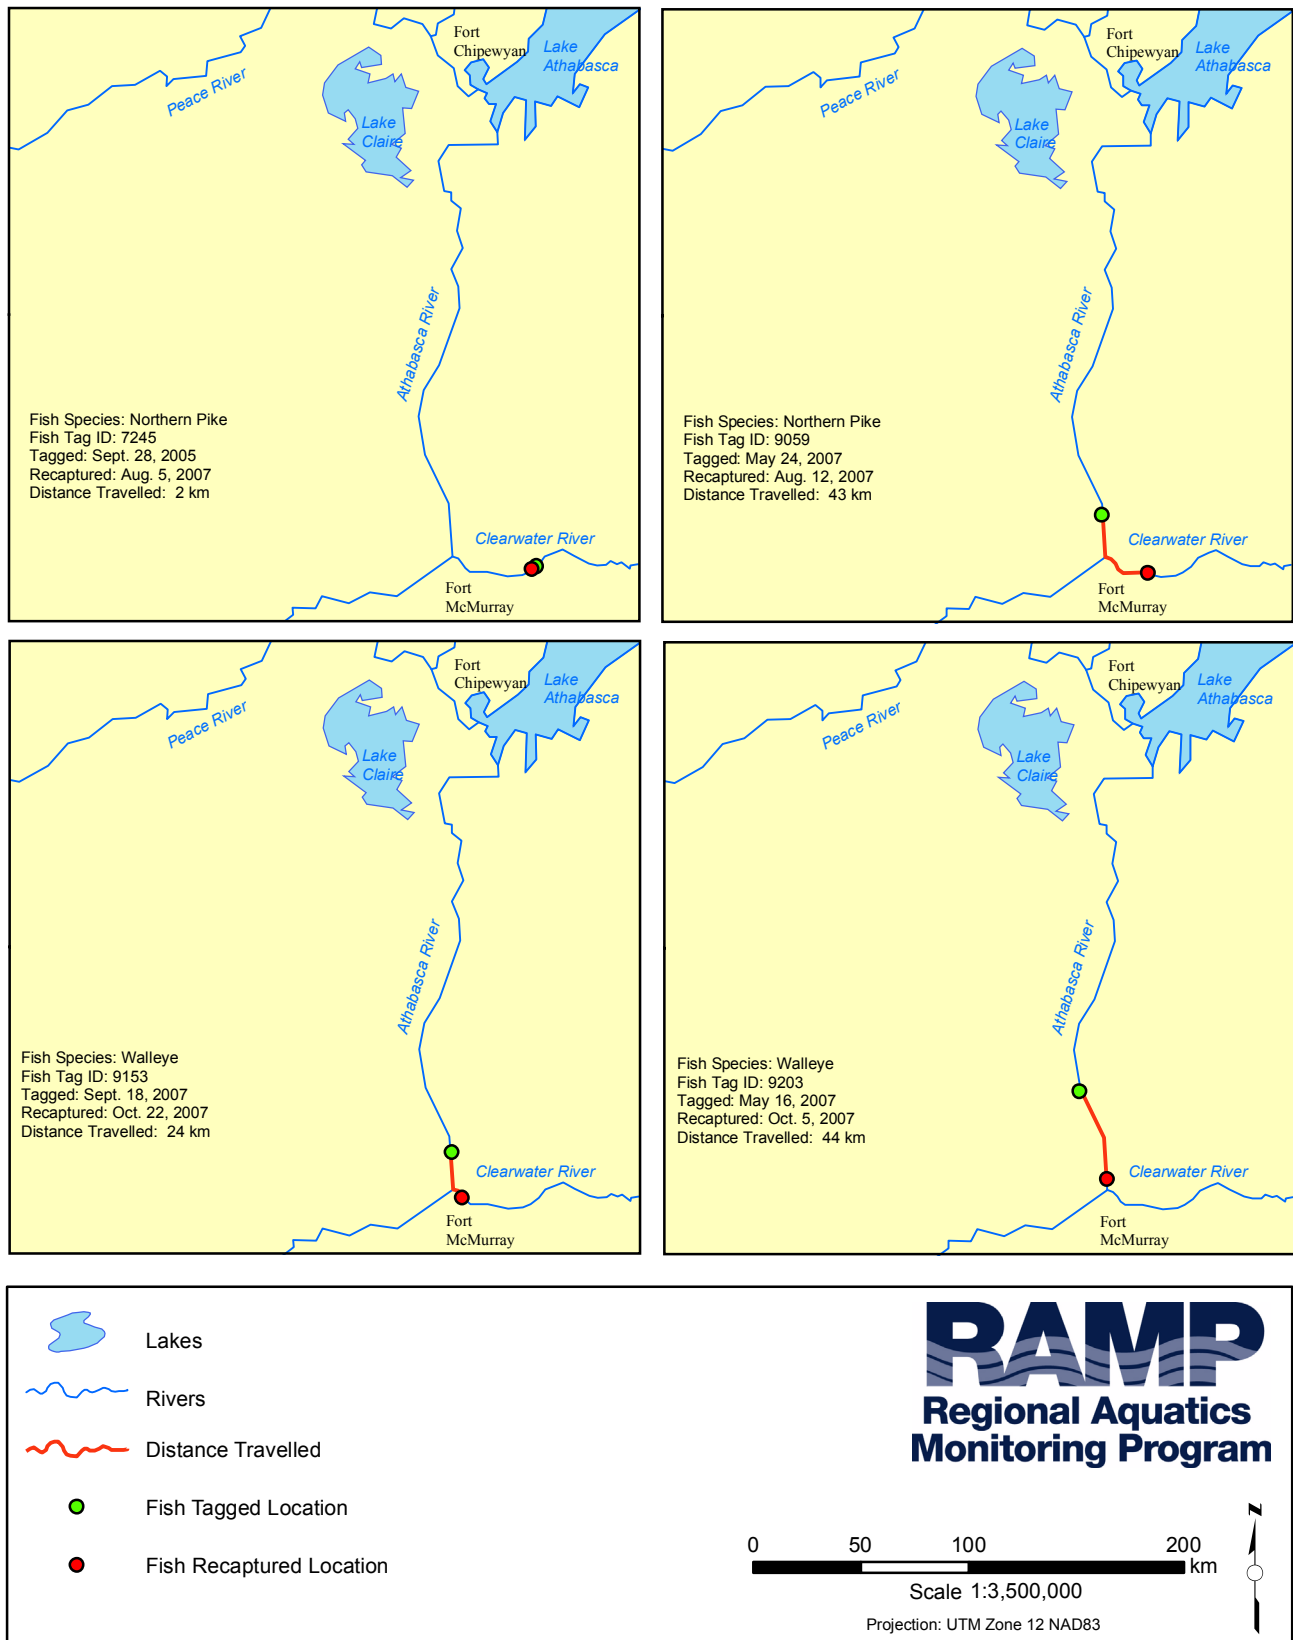 Fort
Chipewyan
Lake
Athabasca
Peace River
Lake
Claire
Athabasca River
Fish Species: Northern Pike
Fish Tag ID: 7245
Tagged: Sept. 28, 2005
Recaptured: Aug. 5, 2007
Distance Travelled: 2 km
Clearwater River
Fort
McMurray
Fort
Chipewyan
Lake
Athabasca
Peace River
Lake
Claire
Athabasca River
Fish Species: Northern Pike
Fish Tag ID: 9059
Tagged: May 24, 2007
Recaptured: Aug. 12, 2007
Distance Travelled: 43 km
Clearwater River
Fort
McMurray
Fort
Chipewyan
Lake
Athabasca
Peace River
Lake
Claire
Athabasca River
Fish Species: Walleye
Fish Tag ID: 9153
Tagged: Sept. 18, 2007
Recaptured: Oct. 22, 2007
Distance Travelled: 24 km
Clearwater River
Fort
McMurray
Fort
Chipewyan
Lake
Athabasca
Peace River
Lake
Claire
Athabasca River
Fish Species: Walleye
Fish Tag ID: 9203
Tagged: May 16, 2007
Recaptured: Oct. 5, 2007
Distance Travelled: 44 km
Clearwater River
Fort
McMurray
Lakes
Rivers
Distance Travelled
Fish Tagged Location
Fish Recaptured Location
RAMP
Regional Aquatics
Monitoring Program
0 50 100 200
km
Scale 1:3,500,000
Projection: UTM Zone 12 NAD83
N